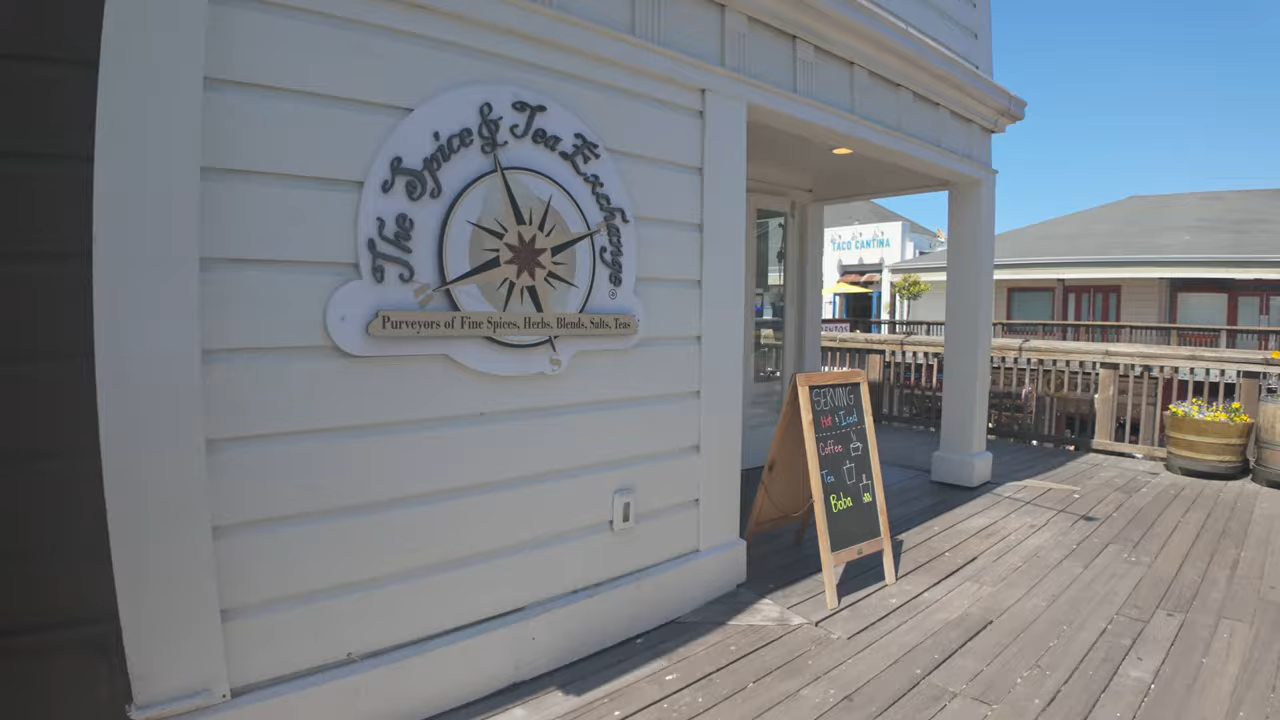 The Spice & Tea Exchange®
Purveyors of Fine Spices, Herbs, Blends, Salts, Teas
TACO CANTINA
SERVING
Hot & Iced
Coffee
Tea
Boba